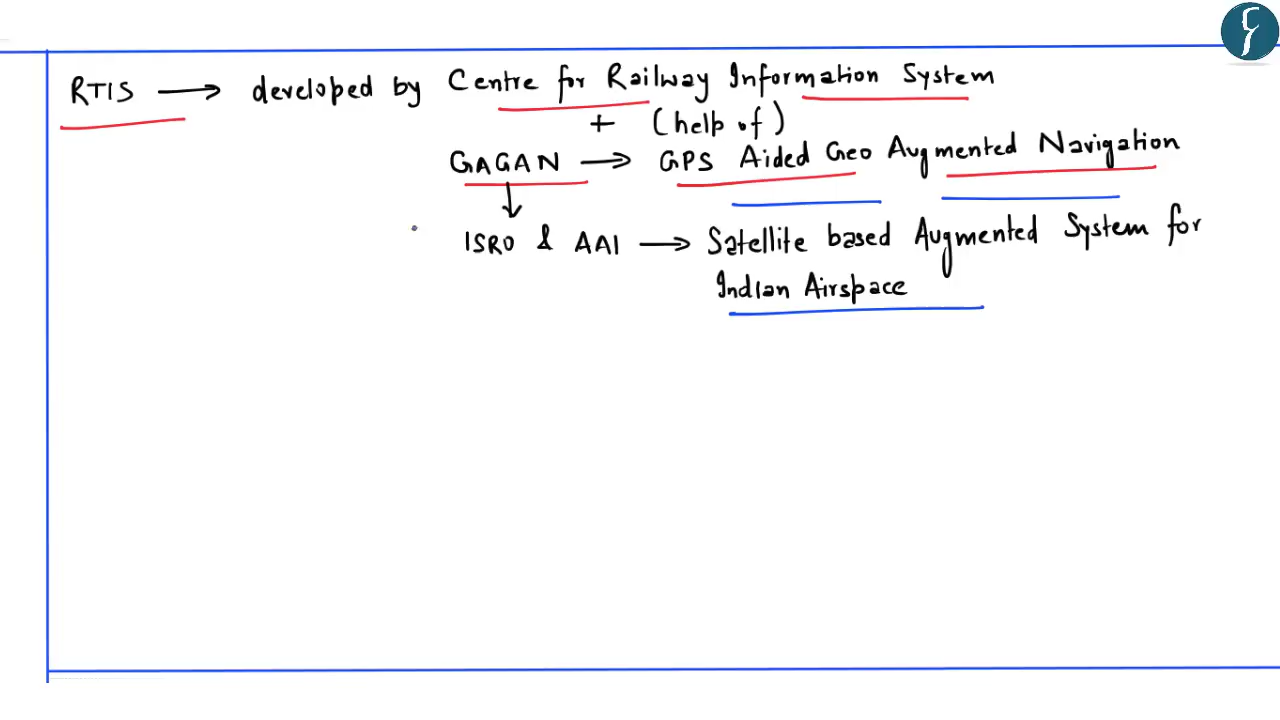 RTIS → developed by Centre for Railway Information System
+ (help of)
GAGAN → GPS Aided Geo Augmented Navigation
↓
ISRO & AAI → Satellite based Augmented System for
Indian Airspace